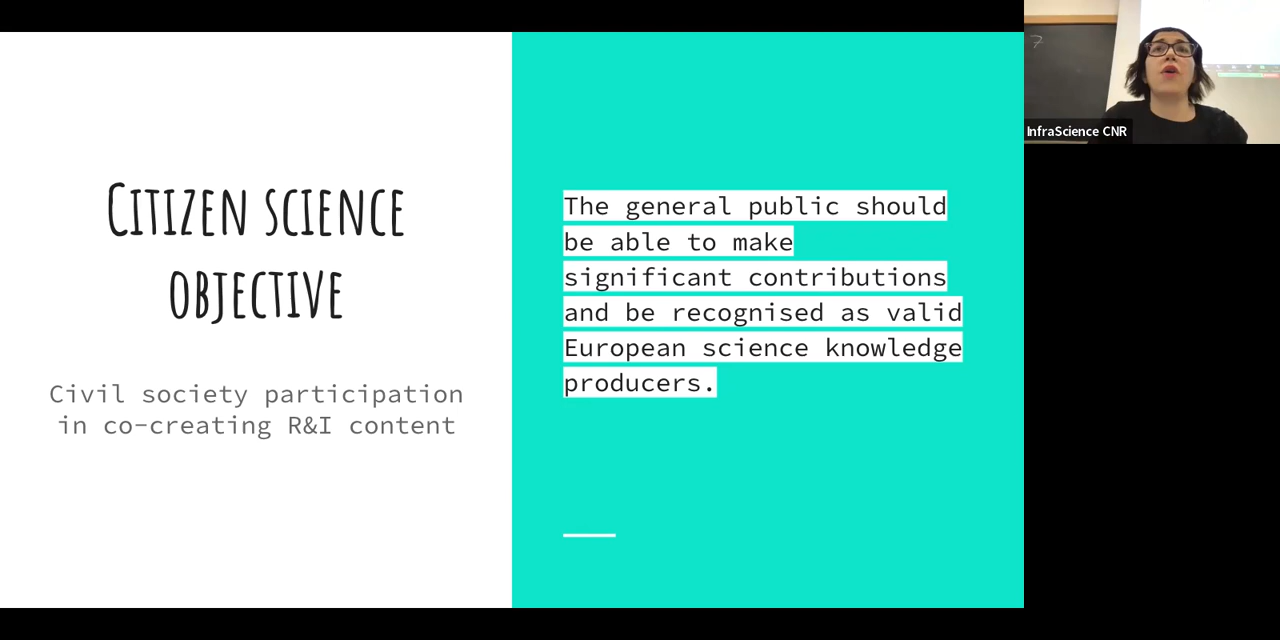 Citizen science
objective
Civil society participation
in co-creating R&I content
The general public should
be able to make
significant contributions
and be recognised as valid
European science knowledge
producers.
7
InfraScience CNR